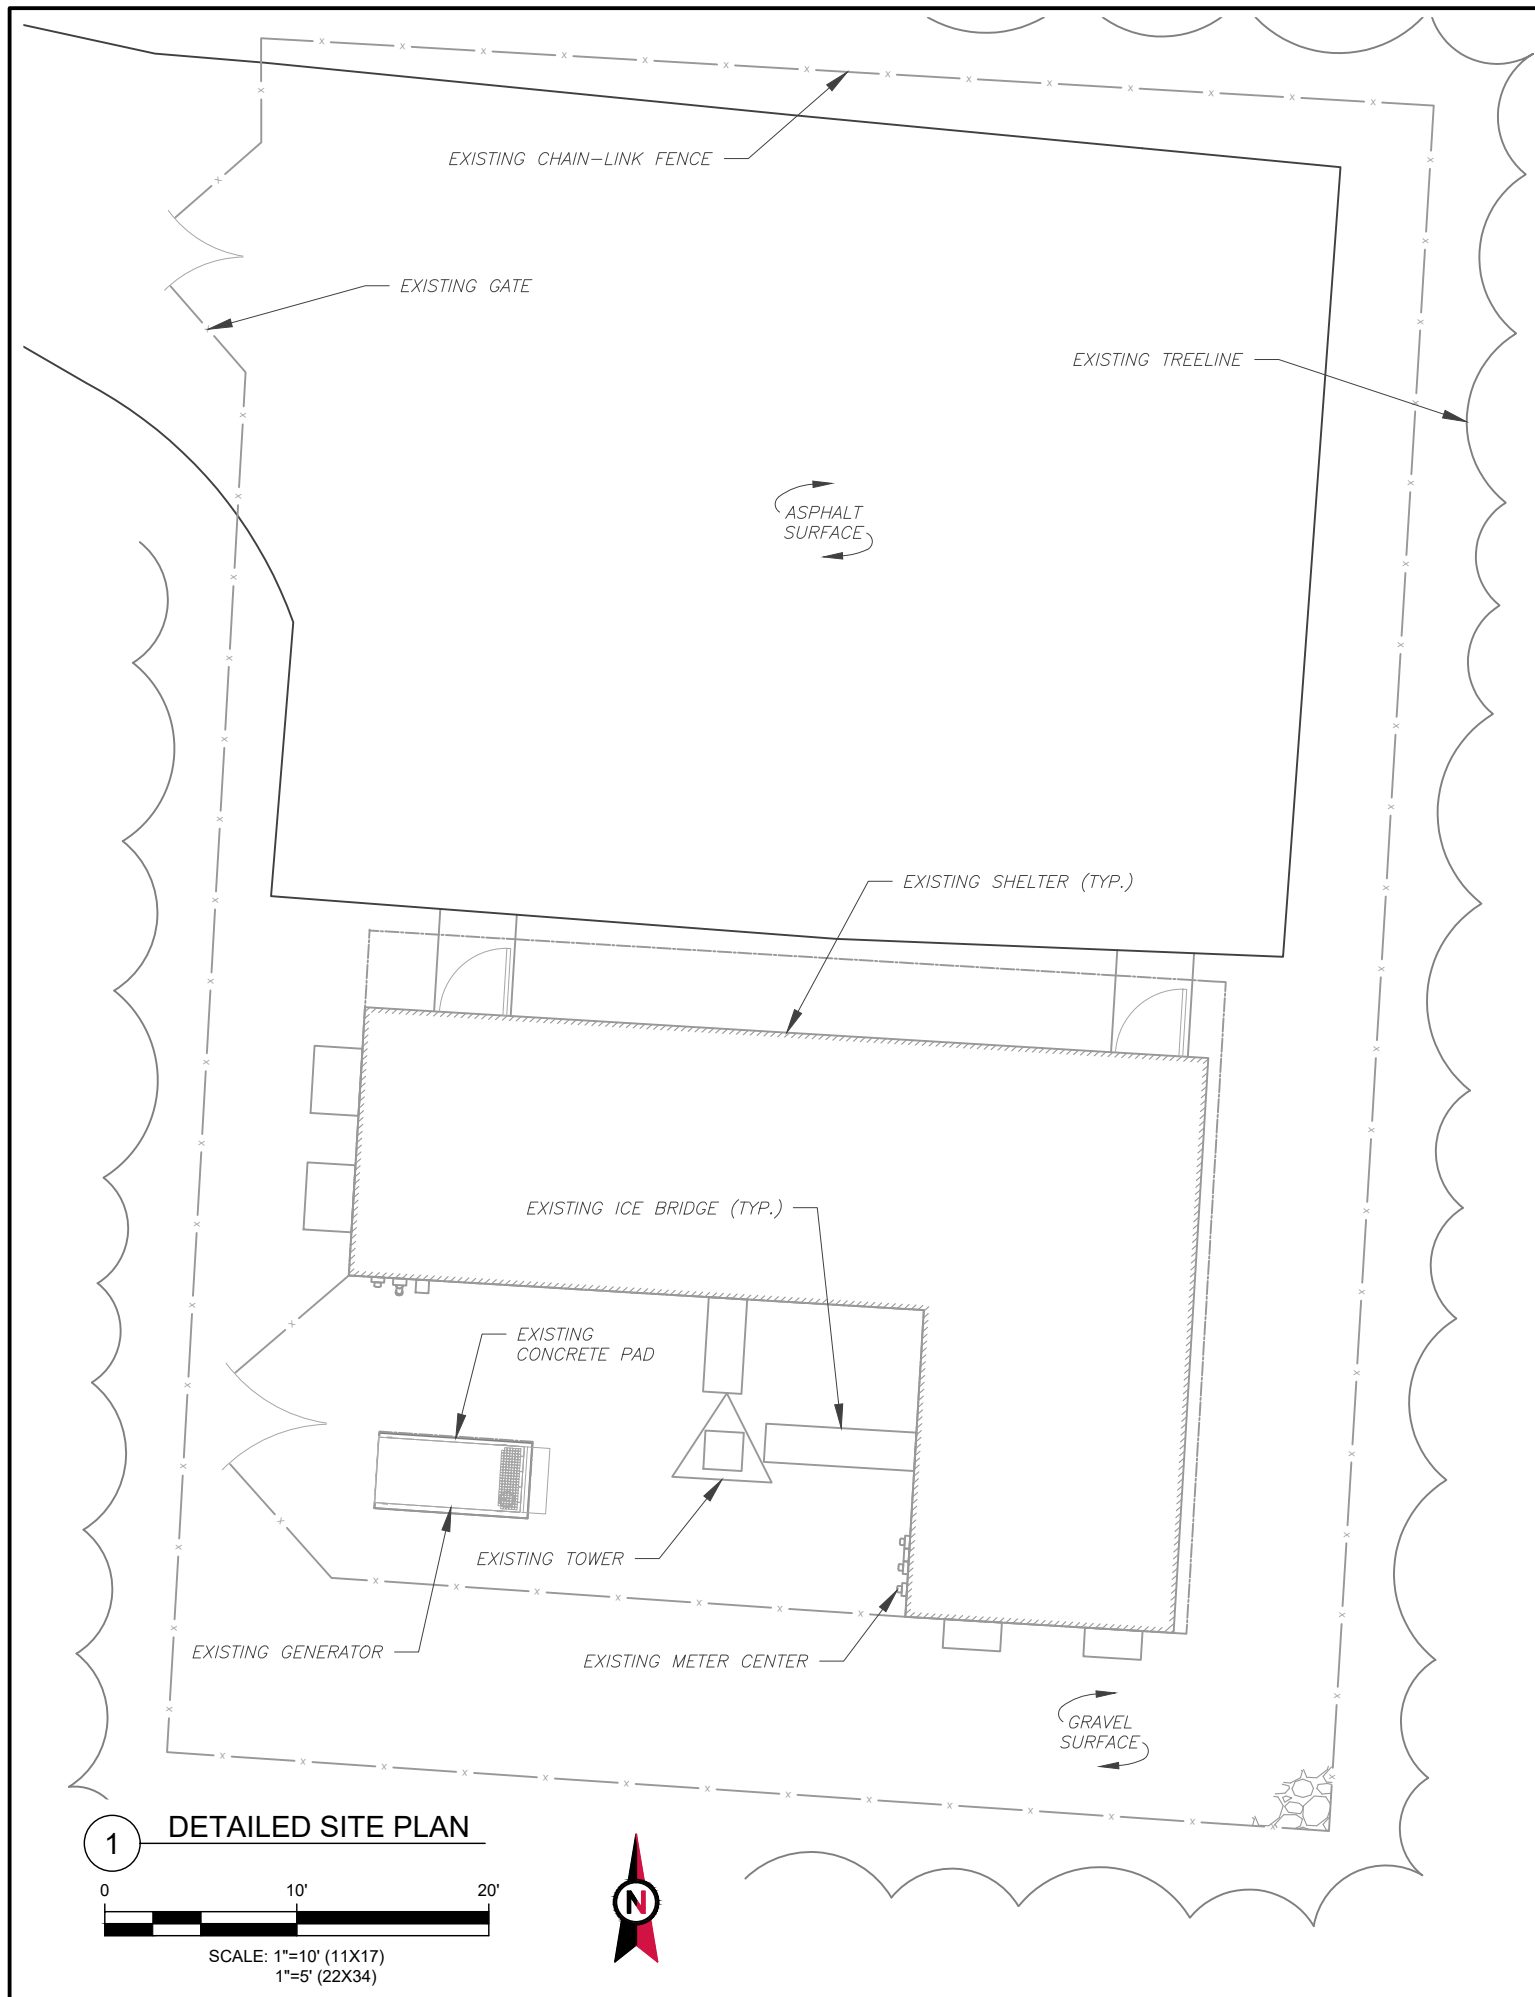 EXISTING CHAIN-LINK FENCE
EXISTING GATE
EXISTING TREELINE
ASPHALT
SURFACE
EXISTING SHELTER (TYP.)
EXISTING ICE BRIDGE (TYP.)
EXISTING
CONCRETE PAD
EXISTING TOWER
EXISTING GENERATOR
EXISTING METER CENTER
GRAVEL
SURFACE
1 DETAILED SITE PLAN
0 10' 20'
SCALE: 1"=10' (11X17)
1"=5' (22X34)
N